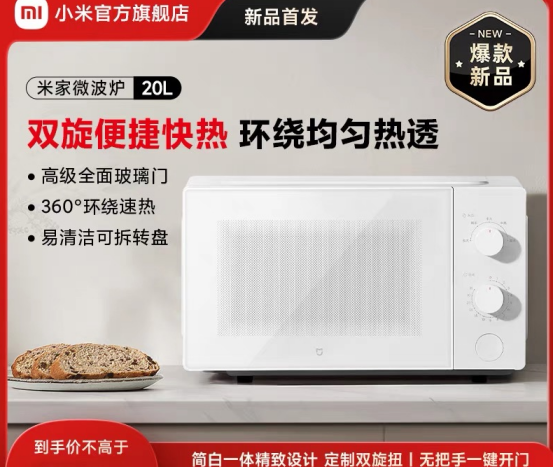 小米官方旗舰店
新品首发
NEW
爆款
新品
米家微波炉 20L
双旋便捷快热 环绕均匀热透
• 高级全面玻璃门
• 360°环绕速热
• 易清洁可拆转盘
到手价不高于
简白一体精致设计 定制双旋扭 | 无把手一键开门